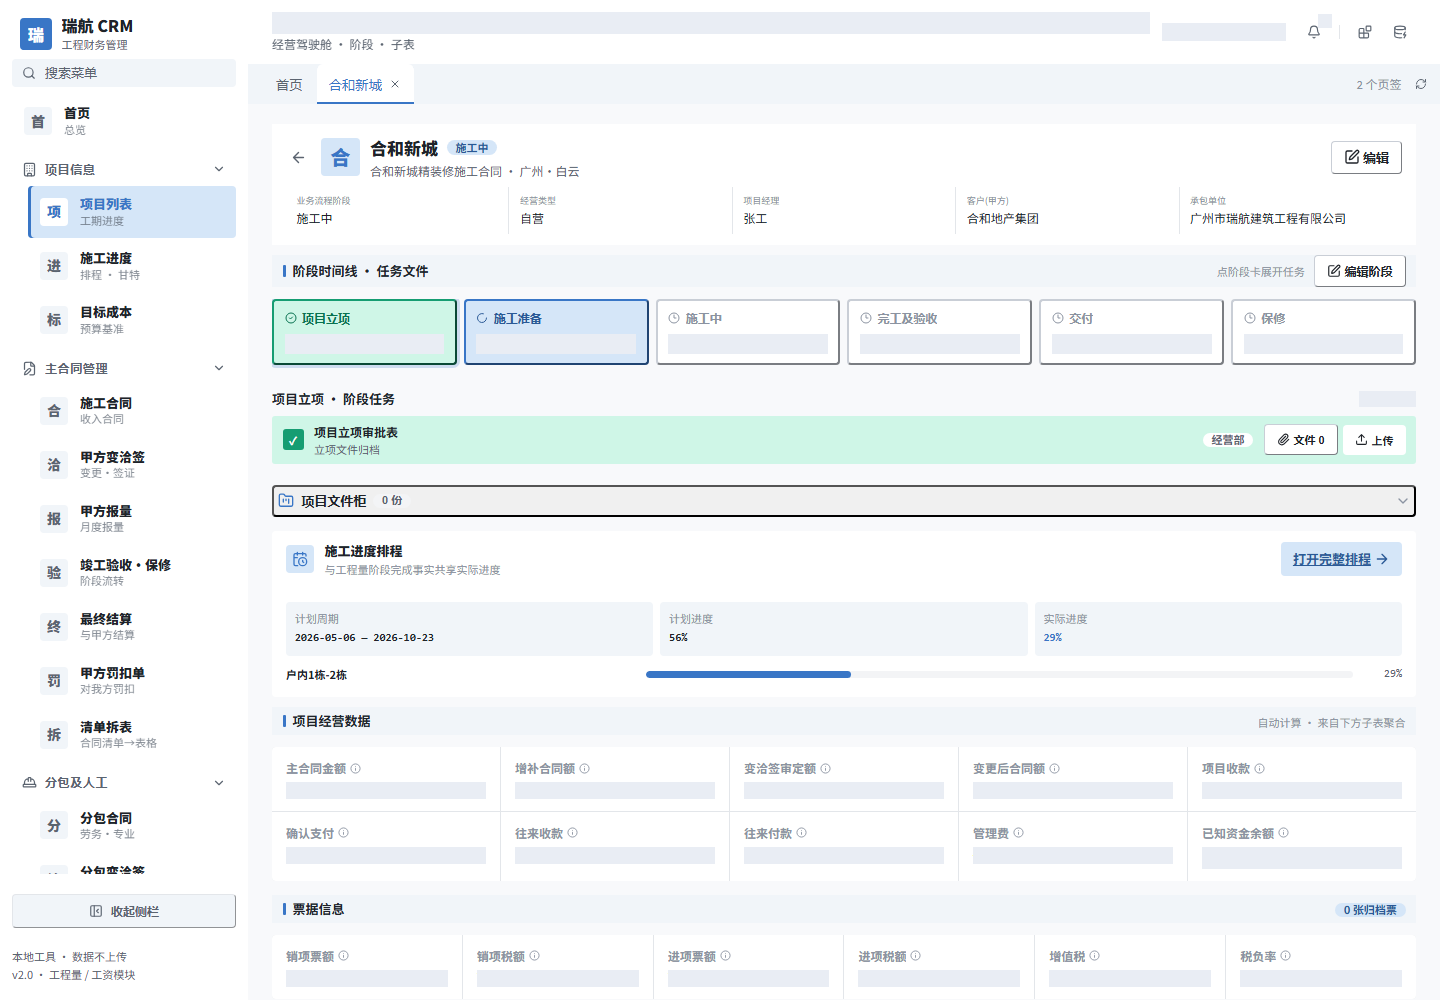 瑞 瑞航 CRM
工程财务管理
搜索菜单
首 首页
总览
项目信息
项 项目列表
工期进度
进 施工进度
排程 · 甘特
标 目标成本
预算基准
主合同管理
合 施工合同
收入合同
洽 甲方变洽签
变更 · 签证
报 甲方报量
月度报量
验 竣工验收 · 保修
阶段流转
终 最终结算
与甲方结算
罚 甲方罚扣单
对我方罚扣
拆 清单拆表
合同清单→表格
分包及人工
分 分包合同
劳务 · 专业
分包变洽签
收起侧栏
本地工具 · 数据不上传
v2.0 · 工程量 / 工资模块
经营驾驶舱 · 阶段 · 子表
首页 合和新城 × 2 个页签
合 合和新城 施工中
合和新城精装修施工合同 · 广州 · 白云
编辑
业务流程阶段 经营类型 项目经理 客户(甲方) 承包单位
施工中 自营 张工 合和地产集团 广州市瑞航建筑工程有限公司
阶段时间线 · 任务文件 点阶段卡展开任务 编辑阶段
项目立项 施工准备 施工中 完工及验收 交付 保修
项目立项 · 阶段任务
✓ 项目立项审批表
立项文件归档
经营部 文件 0 上传
项目文件柜 0 份
施工进度排程
与工程量阶段完成事实共享实际进度
打开完整排程 →
计划周期 计划进度 实际进度
2026-05-06 — 2026-10-23 56% 29%
户内1栋-2栋 29%
项目经营数据 自动计算 · 来自下方子表聚合
主合同金额 增补合同额 变洽签审定额 变更后合同额 项目收款
确认支付 往来收款 往来付款 管理费 已知资金余额
票据信息 0 张归档票
销项票额 销项税额 进项票额 进项税额 增值税 税负率